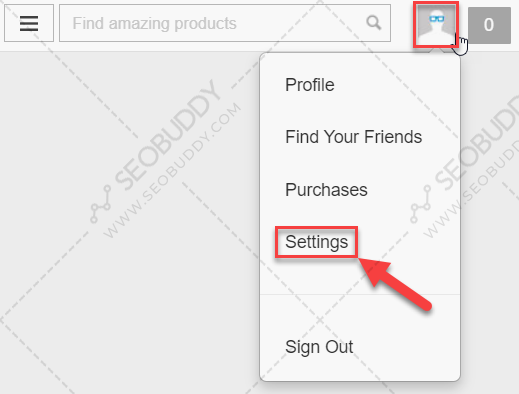 Find amazing products
0
Profile
Find Your Friends
Purchases
Settings
Sign Out
SEOBUDDY
WWW.SEOBUDDY.COM
SEOBUDDY
WWW.SEOBUDDY.COM